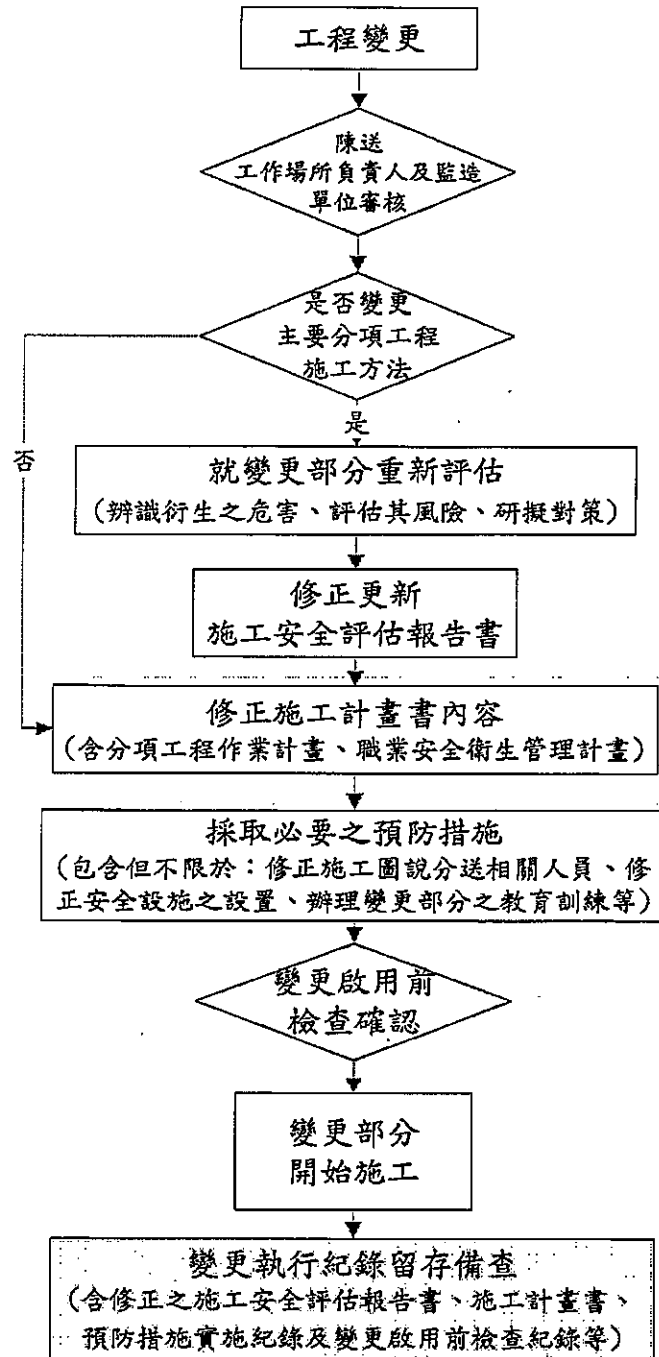 工程變更
陳送
工作場所負責人及監造
單位審核
是否變更
主要分項工程
施工方法
是
否
就變更部分重新評估
(辨識衍生之危害、評估其風險、研擬對策)
修正更新
施工安全評估報告書
修正施工計畫書內容
(含分項工程作業計畫、職業安全衛生管理計畫)
採取必要之預防措施
(包含但不限於：修正施工圖說分送相關人員、修
正安全設施之設置、辦理變更部分之教育訓練等)
變更啟用前
檢查確認
變更部分
開始施工
變更執行紀錄留存備查
(含修正之施工安全評估報告書、施工計畫書、
預防措施實施紀錄及變更啟用前檢查紀錄等)